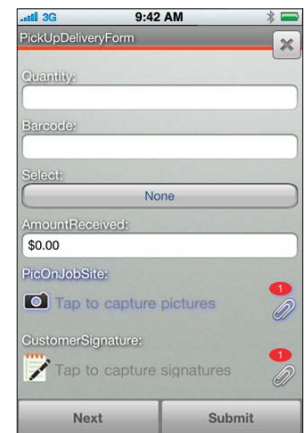 3G 9:42 AM
PickUpDeliveryForm
Quantity:
Barcode:
Select:
None
AmountReceived:
$0.00
PicOnJobSite:
1
Tap to capture pictures
CustomerSignature:
1
Tap to capture signatures
Next Submit